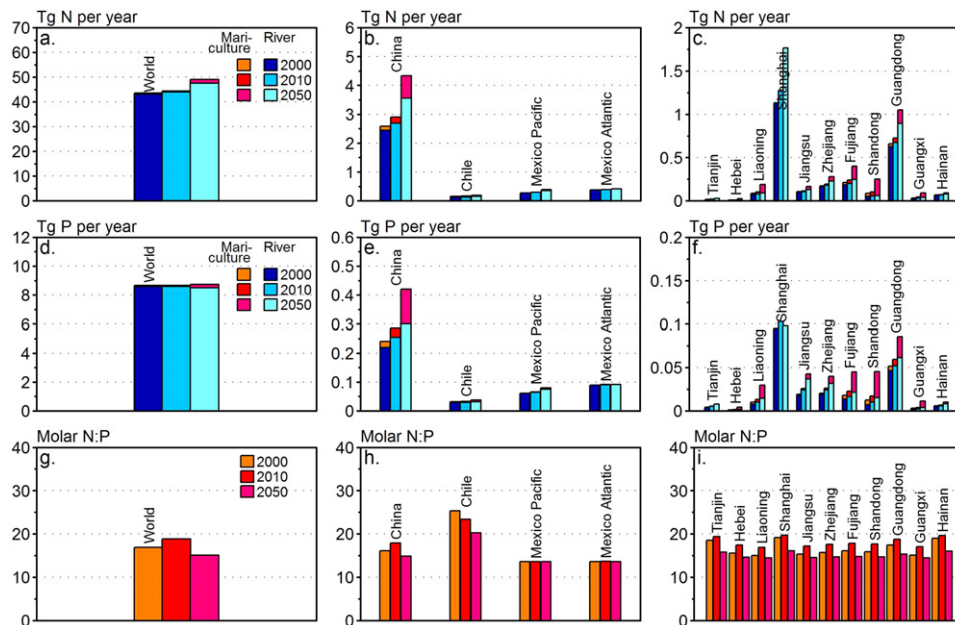 Tg N per year
a.
World
Mari-
culture
River
2000
2010
2050
70
60
50
40
30
20
10
0
Tg N per year
b.
China
Chile
Mexico Pacific
Mexico Atlantic
6
5
4
3
2
1
0
Tg N per year
c.
Tianjin
Hebei
Liaoning
Shanghai
Jiangsu
Zhejiang
Fujiang
Shandong
Guangdong
Guangxi
Hainan
2
1.5
1
0.5
0
Tg P per year
d.
World
Mari-
culture
River
2000
2010
2050
14
12
10
8
6
4
2
0
Tg P per year
e.
China
Chile
Mexico Pacific
Mexico Atlantic
0.6
0.5
0.4
0.3
0.2
0.1
0
Tg P per year
f.
Tianjin
Hebei
Liaoning
Shanghai
Jiangsu
Zhejiang
Fujiang
Shandong
Guangdong
Guangxi
Hainan
0.2
0.15
0.1
0.05
0
Molar N:P
g.
World
2000
2010
2050
40
30
20
10
0
Molar N:P
h.
China
Chile
Mexico Pacific
Mexico Atlantic
40
30
20
10
0
Molar N:P
i.
Tianjin
Hebei
Liaoning
Shanghai
Jiangsu
Zhejiang
Fujiang
Shandong
Guangdong
Guangxi
Hainan
40
30
20
10
0